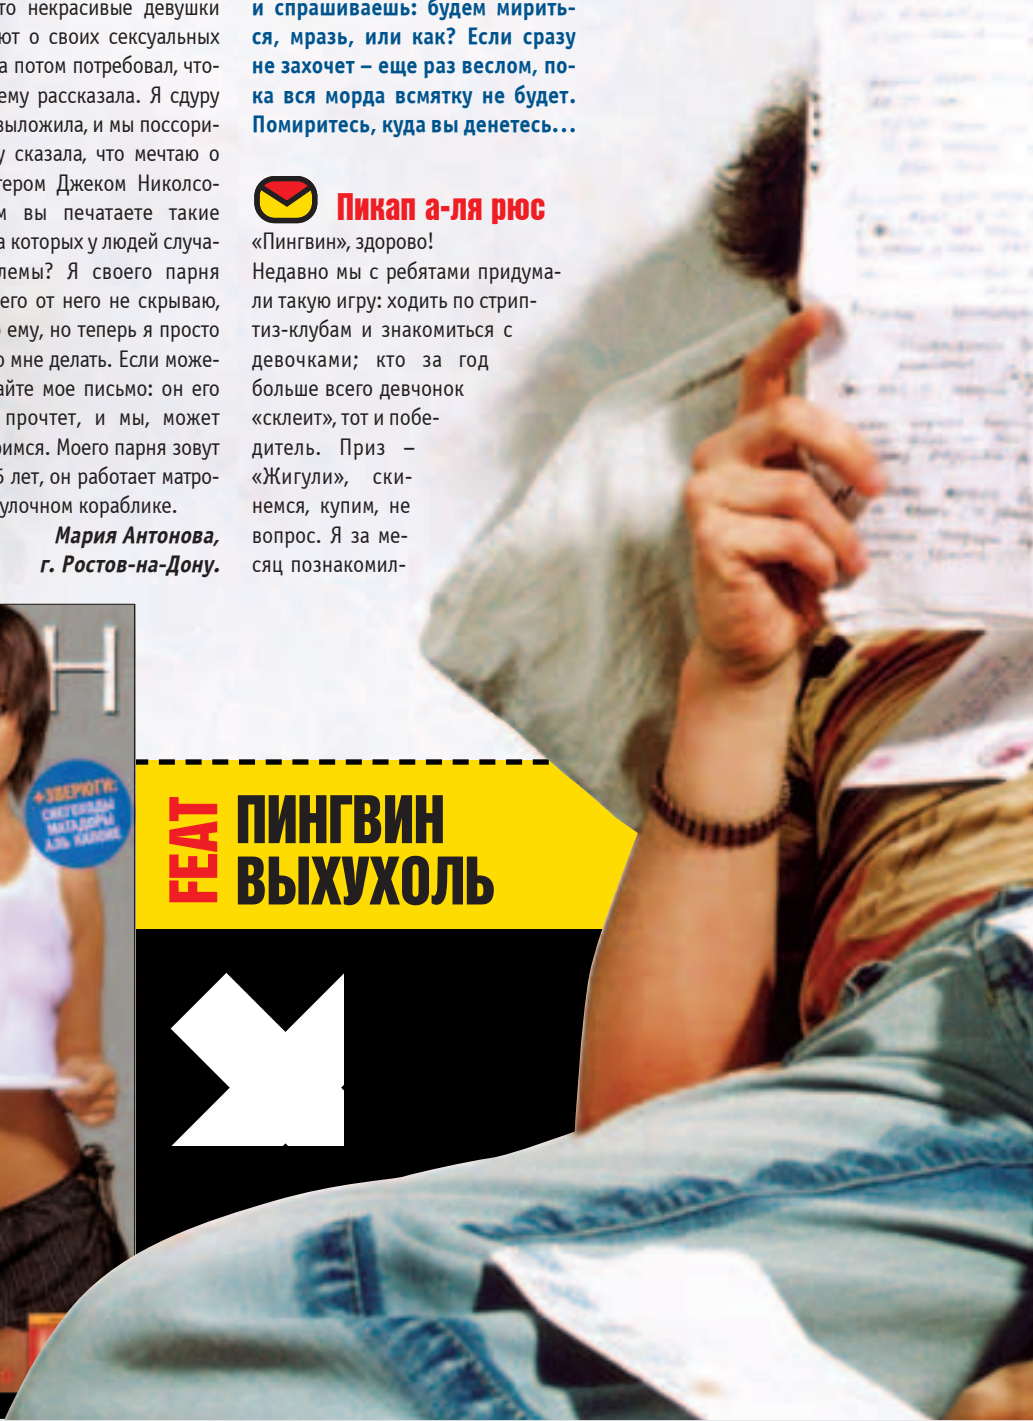 то некрасивые девушки
ют о своих сексуальных
а потом потребовал, что-
ему рассказала. Я сдуру
выложила, и мы поссори-
у сказала, что мечтаю о
тером Джеком Николсо-
м вы печатаете такие
а которых у людей случа-
лемы? Я своего парня
его от него не скрываю,
ему, но теперь я просто
о мне делать. Если може-
айте мое письмо: он его
прочтет, и мы, может
римся. Моего парня зовут
5 лет, он работает матро-
улочном кораблике.
Мария Антонова,
г. Ростов-на-Дону.
и спрашиваешь: будем мирить-
ся, мразь, или как? Если сразу
не захочет – еще раз веслом, по-
ка вся морда всмятку не будет.
Помиритесь, куда вы денетесь...
Пикап а-ля рюс
«Пингвин», здорово!
Недавно мы с ребятами придума-
ли такую игру: ходить по стрип-
тиз-клубам и знакомиться с
девочками; кто за год
больше всего девчонок
«склеит», тот и побе-
дитель. Приз –
«Жигули», ски-
немся, купим, не
вопрос. Я за ме-
сяц познакомил-
Н
+ЗВЕРЮГИ:
СНЕГОХОДЫ
МАТАДОРЫ
АЛЬ КАПОНЕ
FEAT
ПИНГВИН
ВЫХУХОЛЬ